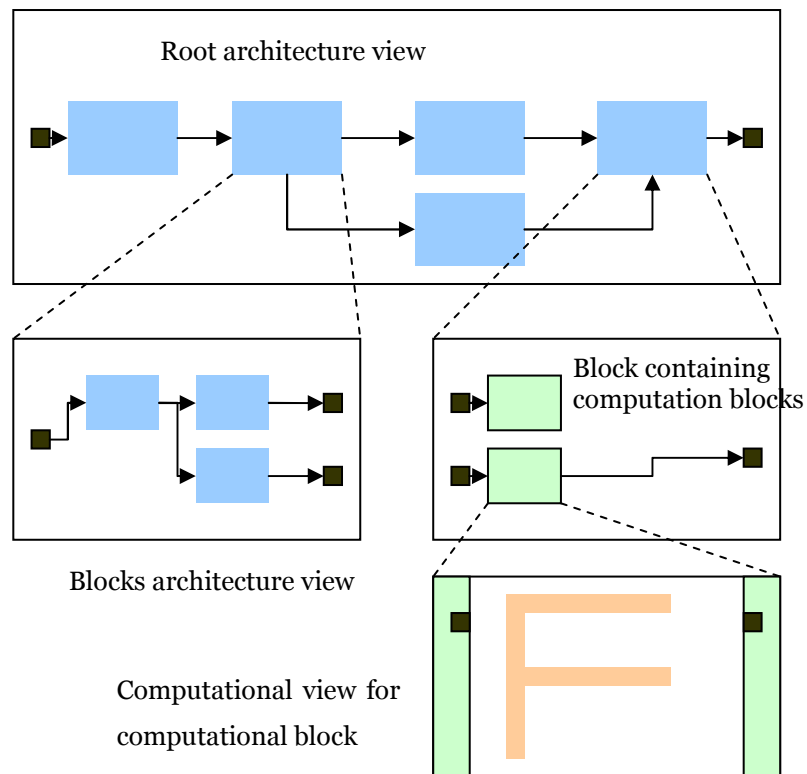 Root architecture view
Block containing
computation blocks
Blocks architecture view
Computational view for
computational block